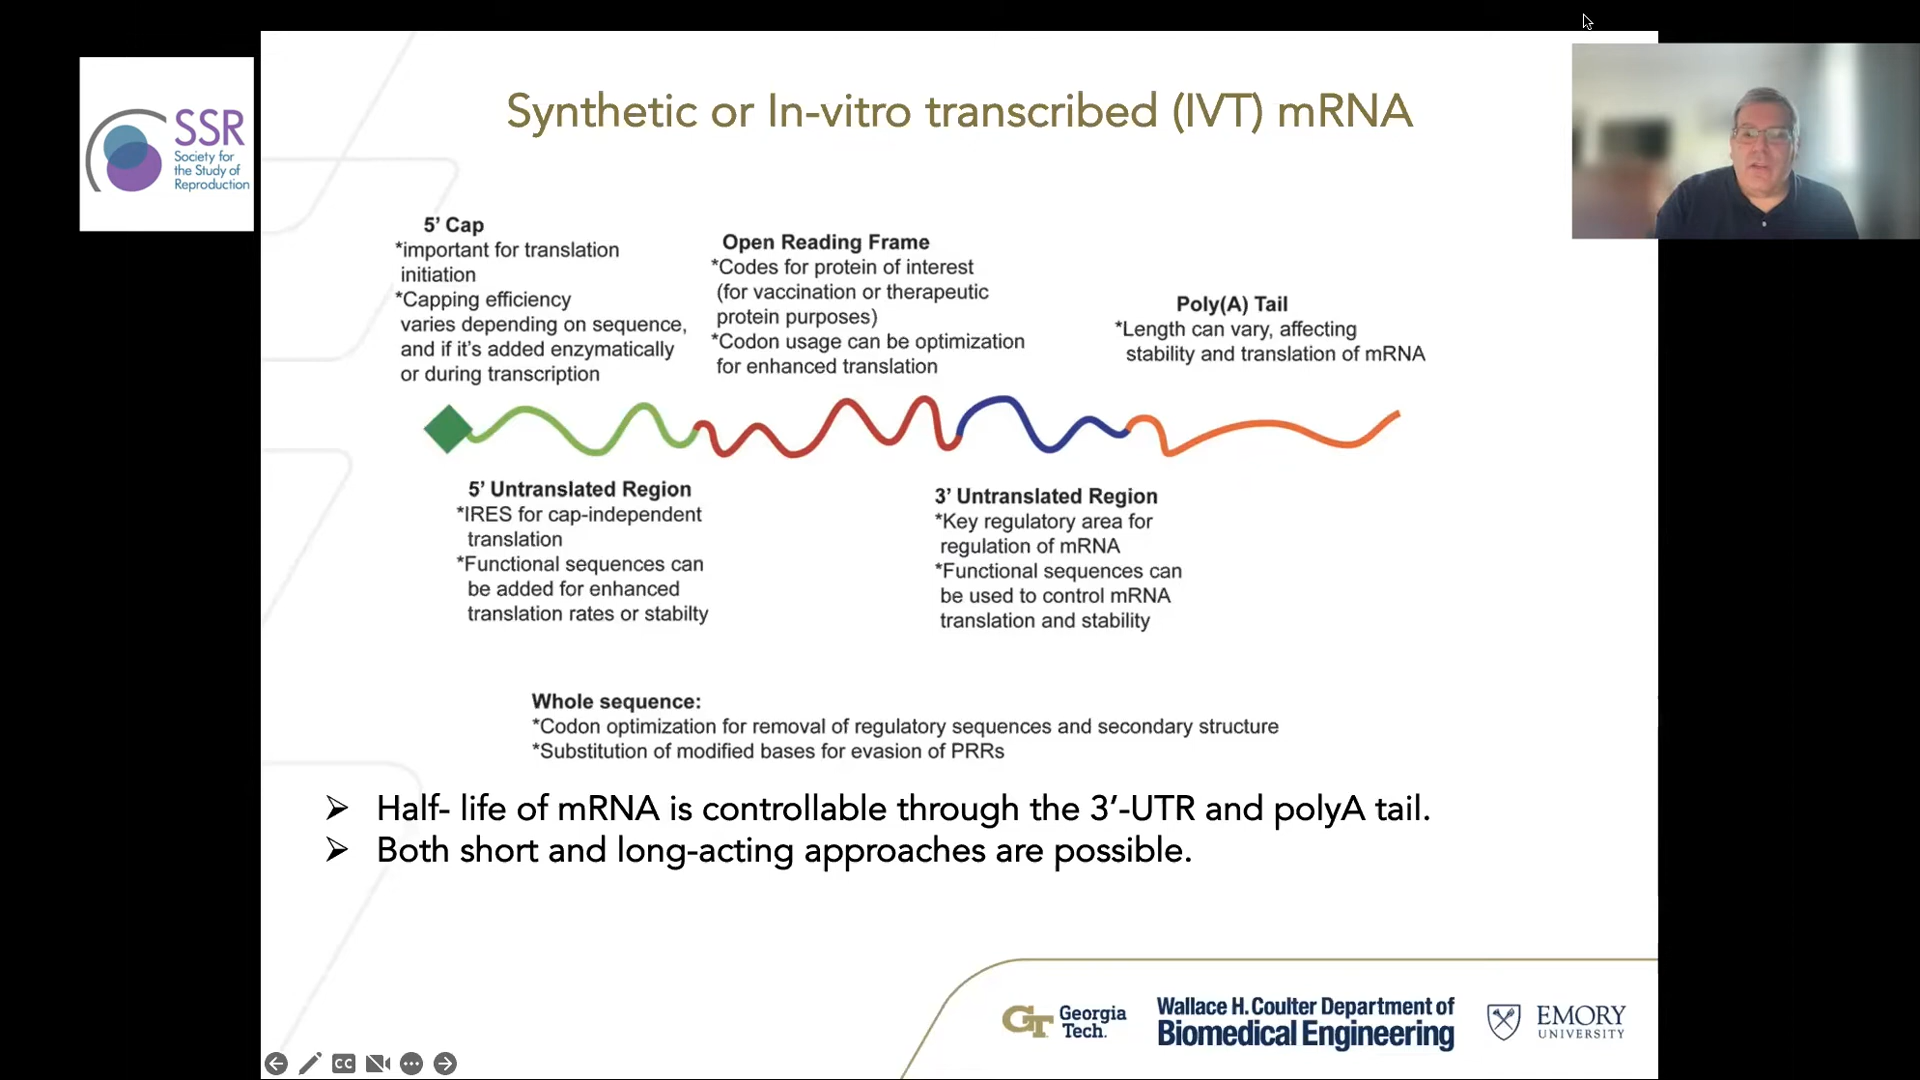 SSR
Society for
the Study of
Reproduction
Synthetic or In-vitro transcribed (IVT) mRNA
5’ Cap
*important for translation
initiation
*Capping efficiency
varies depending on sequence,
and if it’s added enzymatically
or during transcription
Open Reading Frame
*Codes for protein of interest
(for vaccination or therapeutic
protein purposes)
*Codon usage can be optimization
for enhanced translation
Poly(A) Tail
*Length can vary, affecting
stability and translation of mRNA
5’ Untranslated Region
*IRES for cap-independent
translation
*Functional sequences can
be added for enhanced
translation rates or stabilty
3’ Untranslated Region
*Key regulatory area for
regulation of mRNA
*Functional sequences can
be used to control mRNA
translation and stability
Whole sequence:
*Codon optimization for removal of regulatory sequences and secondary structure
*Substitution of modified bases for evasion of PRRs
➢ Half- life of mRNA is controllable through the 3’-UTR and polyA tail.
➢ Both short and long-acting approaches are possible.
GT Georgia
Tech.
Wallace H. Coulter Department of
Biomedical Engineering
EMORY
UNIVERSITY
CC